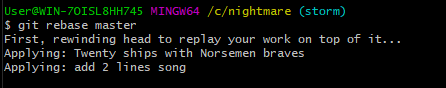 User@WIN-7OISL8HH745 MINGW64 /c/nightmare (storm)
$ git rebase master
First, rewinding head to replay your work on top of it...
Applying: Twenty ships with Norsemen braves
Applying: add 2 lines song